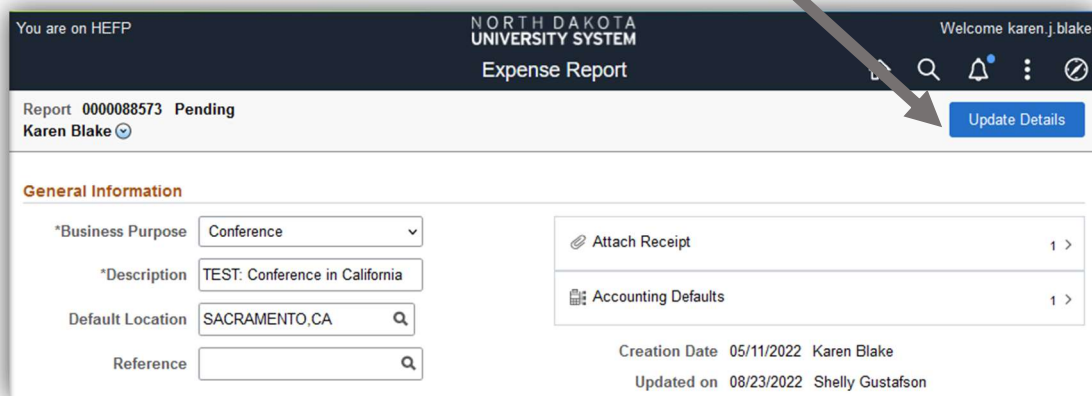 You are on HEFP
NORTH DAKOTA
UNIVERSITY SYSTEM
Welcome karen.j.blake
Expense Report
Report 0000088573 Pending
Karen Blake
Update Details
General Information
*Business Purpose Conference
Attach Receipt 1
*Description TEST: Conference in California
Accounting Defaults 1
Default Location SACRAMENTO,CA
Creation Date 05/11/2022 Karen Blake
Reference
Updated on 08/23/2022 Shelly Gustafson